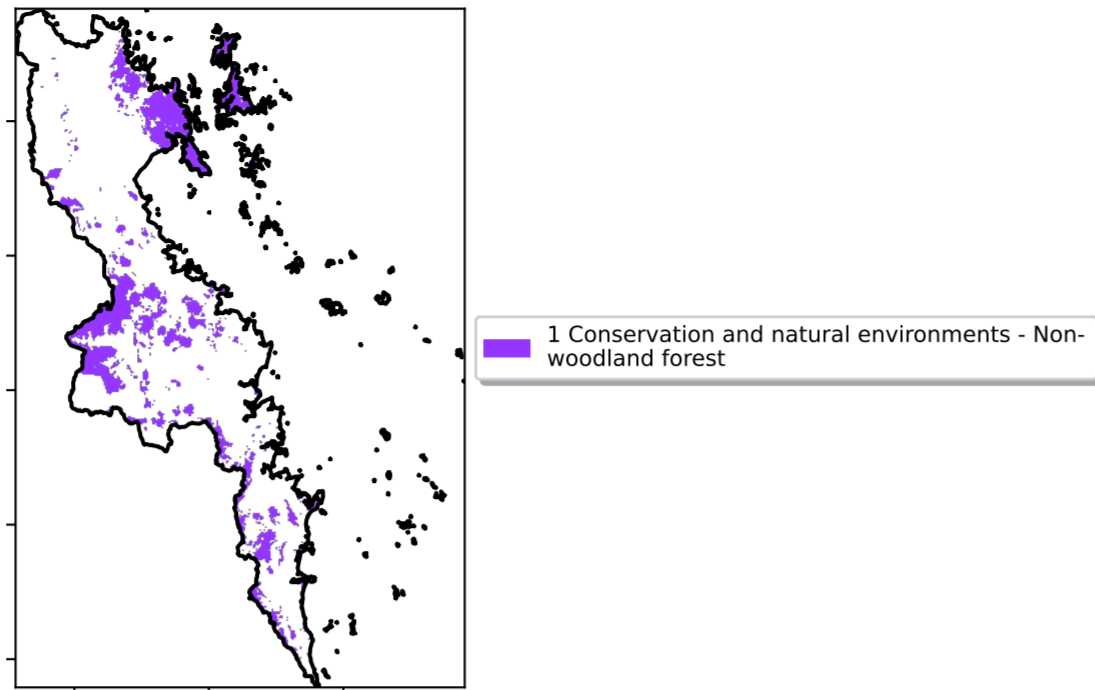 1 Conservation and natural environments - Non-
woodland forest